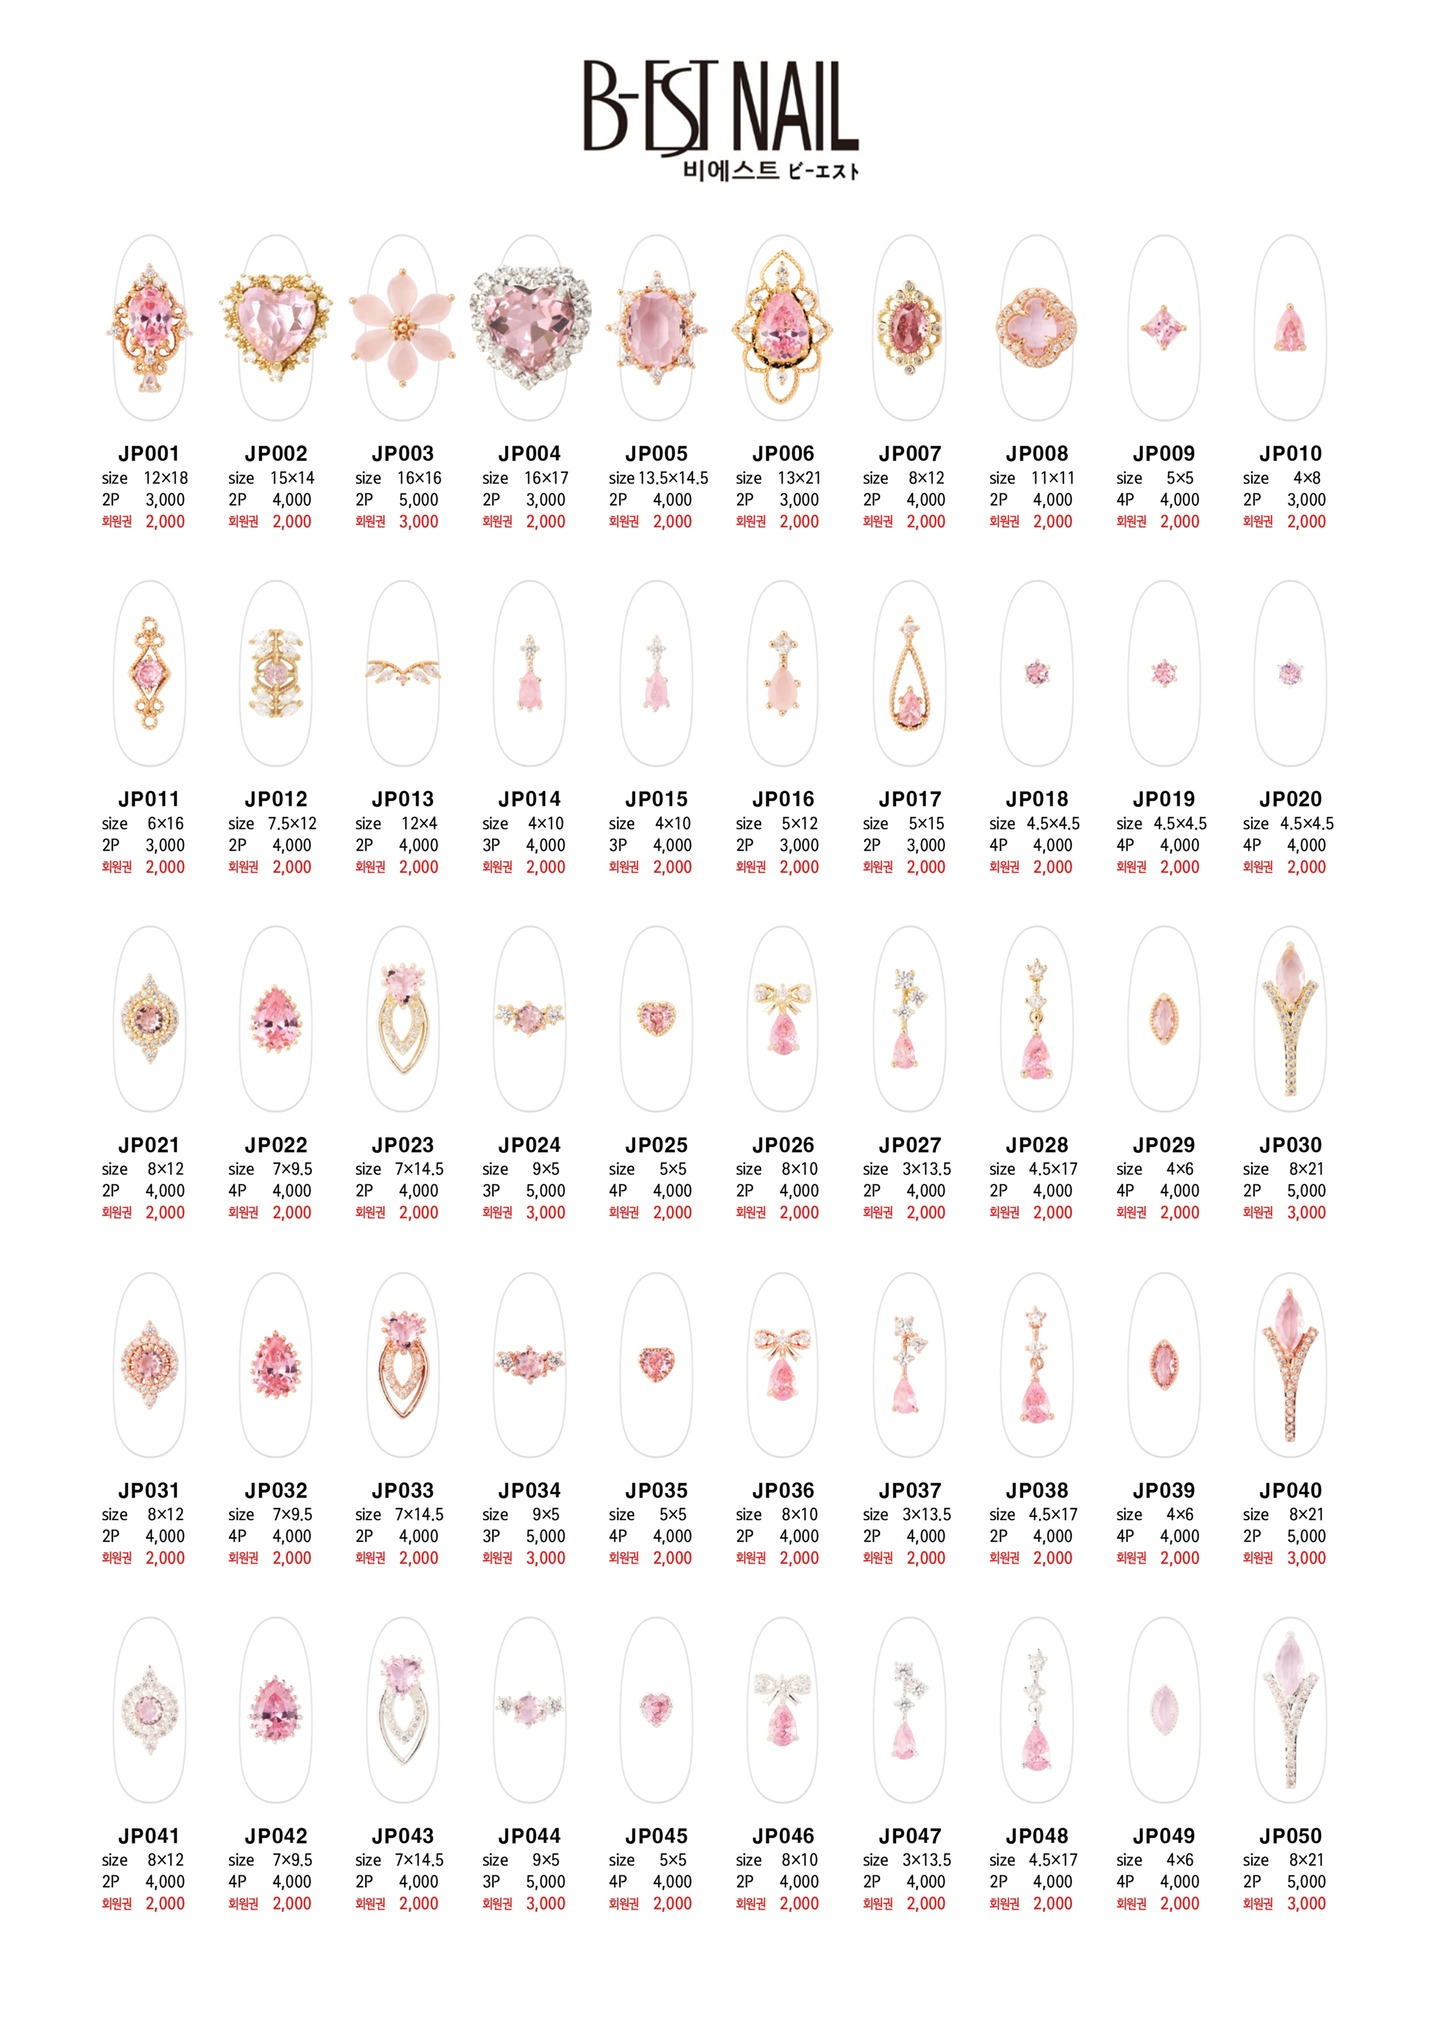 B-EST NAIL
비에스트 ビーエスト
JP001 JP002 JP003 JP004 JP005 JP006 JP007 JP008 JP009 JP010
size 12×18 size 15×14 size 16×16 size 16×17 size 13.5×14.5 size 13×21 size 8×12 size 11×11 size 5×5 size 4×8
2P 3,000 2P 4,000 2P 5,000 2P 3,000 2P 4,000 2P 3,000 2P 4,000 2P 4,000 4P 4,000 2P 3,000
회원권 2,000 회원권 2,000 회원권 3,000 회원권 2,000 회원권 2,000 회원권 2,000 회원권 2,000 회원권 2,000 회원권 2,000 회원권 2,000
JP011 JP012 JP013 JP014 JP015 JP016 JP017 JP018 JP019 JP020
size 6×16 size 7.5×12 size 12×4 size 4×10 size 4×10 size 5×12 size 5×15 size 4.5×4.5 size 4.5×4.5 size 4.5×4.5
2P 3,000 2P 4,000 2P 4,000 3P 4,000 3P 4,000 2P 3,000 2P 3,000 4P 4,000 4P 4,000 4P 4,000
회원권 2,000 회원권 2,000 회원권 2,000 회원권 2,000 회원권 2,000 회원권 2,000 회원권 2,000 회원권 2,000 회원권 2,000 회원권 2,000
JP021 JP022 JP023 JP024 JP025 JP026 JP027 JP028 JP029 JP030
size 8×12 size 7×9.5 size 7×14.5 size 9×5 size 5×5 size 8×10 size 3×13.5 size 4.5×17 size 4×6 size 8×21
2P 4,000 4P 4,000 2P 4,000 3P 5,000 4P 4,000 2P 4,000 2P 4,000 2P 4,000 4P 4,000 2P 5,000
회원권 2,000 회원권 2,000 회원권 2,000 회원권 3,000 회원권 2,000 회원권 2,000 회원권 2,000 회원권 2,000 회원권 2,000 회원권 3,000
JP031 JP032 JP033 JP034 JP035 JP036 JP037 JP038 JP039 JP040
size 8×12 size 7×9.5 size 7×14.5 size 9×5 size 5×5 size 8×10 size 3×13.5 size 4.5×17 size 4×6 size 8×21
2P 4,000 4P 4,000 2P 4,000 3P 5,000 4P 4,000 2P 4,000 2P 4,000 2P 4,000 4P 4,000 2P 5,000
회원권 2,000 회원권 2,000 회원권 2,000 회원권 3,000 회원권 2,000 회원권 2,000 회원권 2,000 회원권 2,000 회원권 2,000 회원권 3,000
JP041 JP042 JP043 JP044 JP045 JP046 JP047 JP048 JP049 JP050
size 8×12 size 7×9.5 size 7×14.5 size 9×5 size 5×5 size 8×10 size 3×13.5 size 4.5×17 size 4×6 size 8×21
2P 4,000 4P 4,000 2P 4,000 3P 5,000 4P 4,000 2P 4,000 2P 4,000 2P 4,000 4P 4,000 2P 5,000
회원권 2,000 회원권 2,000 회원권 2,000 회원권 3,000 회원권 2,000 회원권 2,000 회원권 2,000 회원권 2,000 회원권 2,000 회원권 3,000